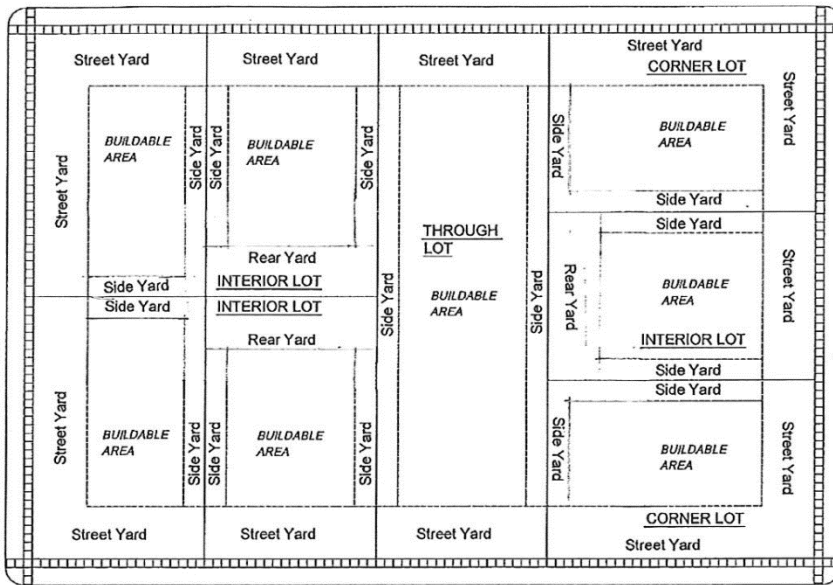 Street Yard
Street Yard
Street Yard
Street Yard
CORNER LOT
Street Yard
BUILDABLE
AREA
Side Yard
Side Yard
BUILDABLE
AREA
Side Yard
Side Yard
BUILDABLE
AREA
Street Yard
Side Yard
Side Yard
THROUGH
LOT
Rear Yard
Side Yard
INTERIOR LOT
INTERIOR LOT
Side Yard
Rear Yard
Side Yard
BUILDABLE
AREA
Side Yard
Rear Yard
BUILDABLE
AREA
Street Yard
INTERIOR LOT
Side Yard
Side Yard
Street Yard
BUILDABLE
AREA
Side Yard
Side Yard
BUILDABLE
AREA
Side Yard
Side Yard
BUILDABLE
AREA
Street Yard
CORNER LOT
Street Yard
Street Yard
Street Yard
Street Yard